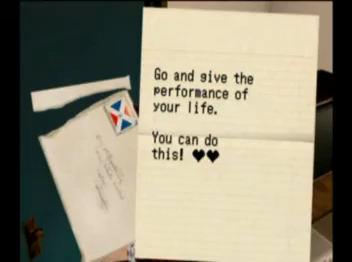 Go and give the
performance of
your life.
You can do
this! ♥♥